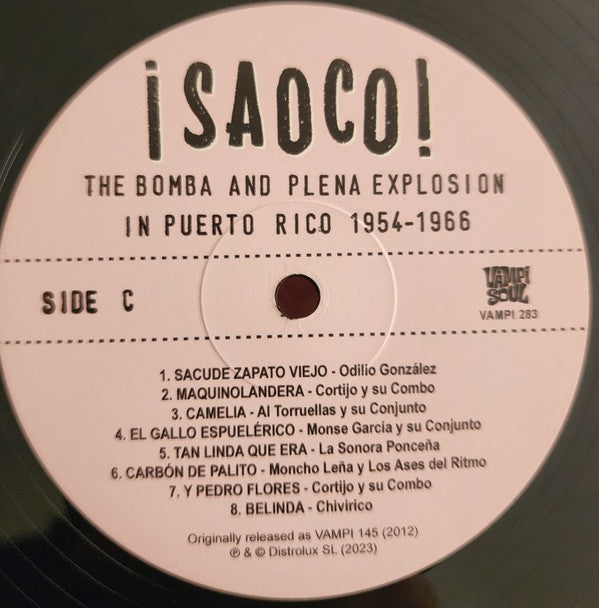 ¡SAOCO!
THE BOMBA AND PLENA EXPLOSION
IN PUERTO RICO 1954-1966
SIDE C
VAMPI
SOUL
VAMPI 283
1. SACUDE ZAPATO VIEJO - Odilio González
2. MAQUINOLANDERA - Cortijo y su Combo
3. CAMELIA - Al Torruellas y su Conjunto
4. EL GALLO ESPUELÉRICO - Monse García y su Conjunto
5. TAN LINDA QUE ERA - La Sonora Ponceña
6. CARBÓN DE PALITO - Moncho Leña y Los Ases del Ritmo
7. Y PEDRO FLORES - Cortijo y su Combo
8. BELINDA - Chivirico
Originally released as VAMPI 145 (2012)
℗ & © Distrolux SL (2023)